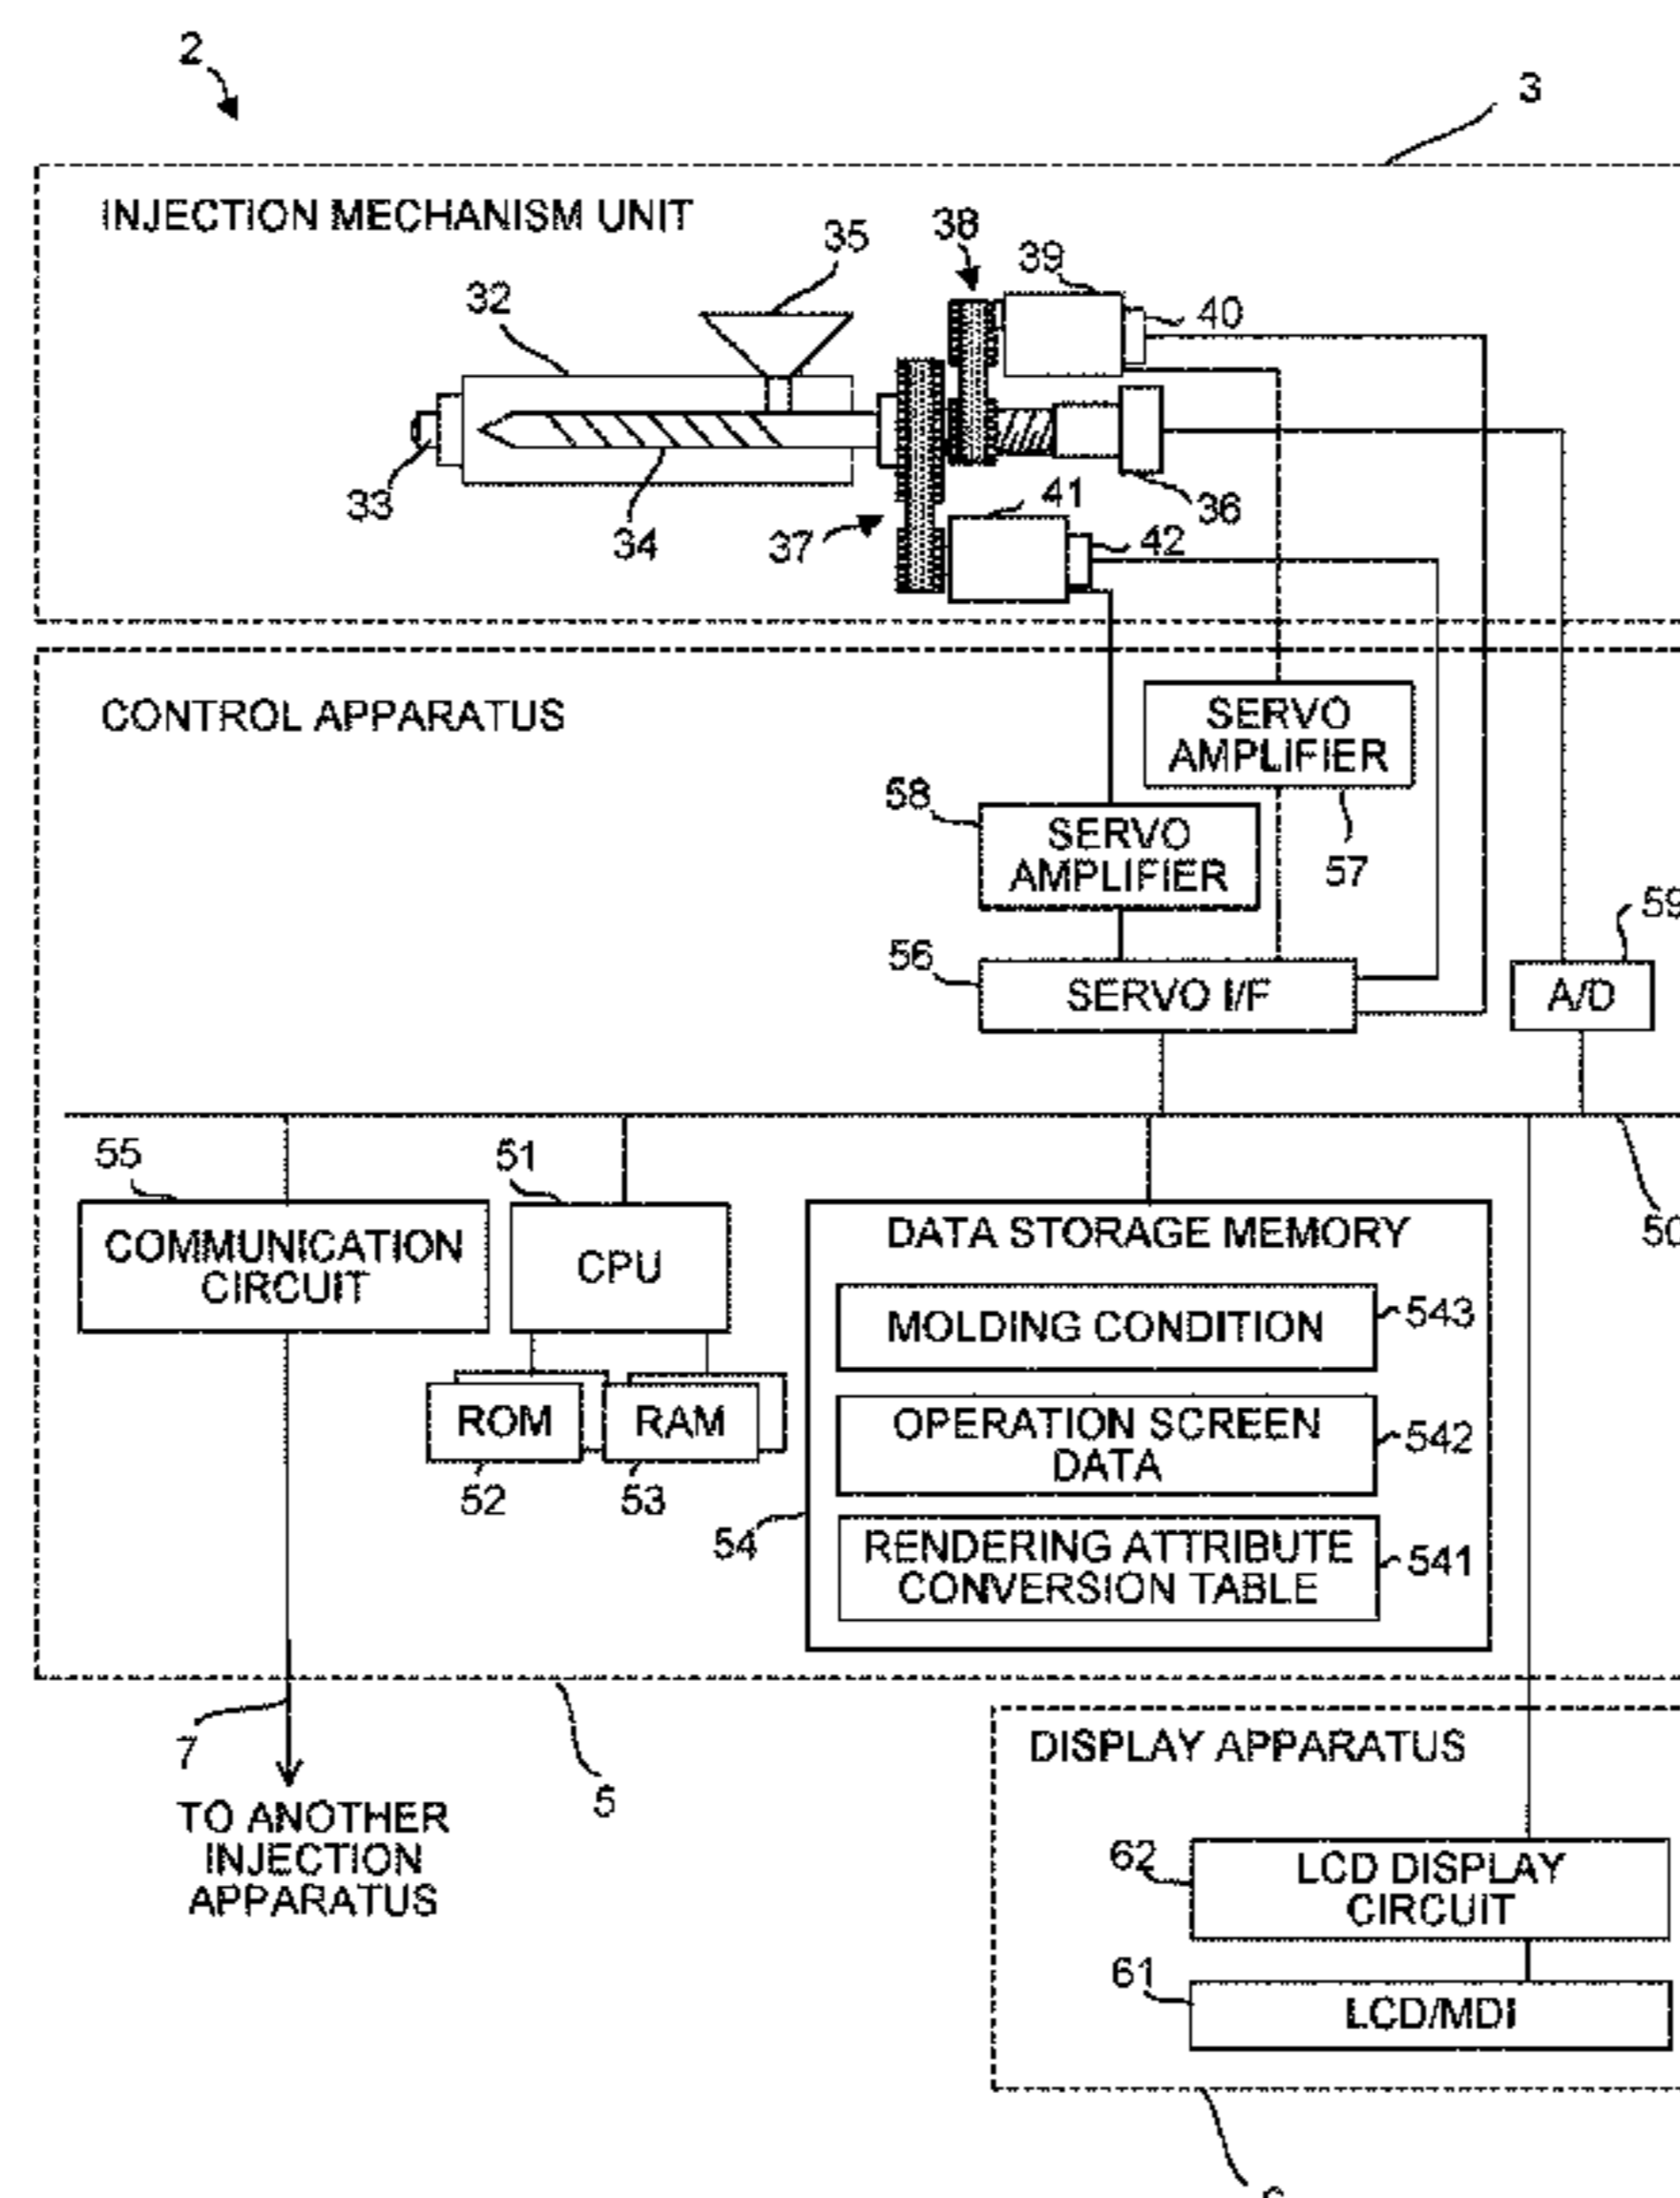 2
3
INJECTION MECHANISM UNIT
35
38
39
32
40
33
34
37
41
42
36
CONTROL APPARATUS
SERVO
AMPLIFIER
57
58
SERVO
AMPLIFIER
59
56
SERVO I/F
A/D
50
55
COMMUNICATION
CIRCUIT
51
CPU
ROM
RAM
52
53
DATA STORAGE MEMORY
MOLDING CONDITION
543
OPERATION SCREEN
DATA
542
54
RENDERING ATTRIBUTE
CONVERSION TABLE
541
7
5
TO ANOTHER
INJECTION
APPARATUS
DISPLAY APPARATUS
62
LCD DISPLAY
CIRCUIT
61
LCD/MDI